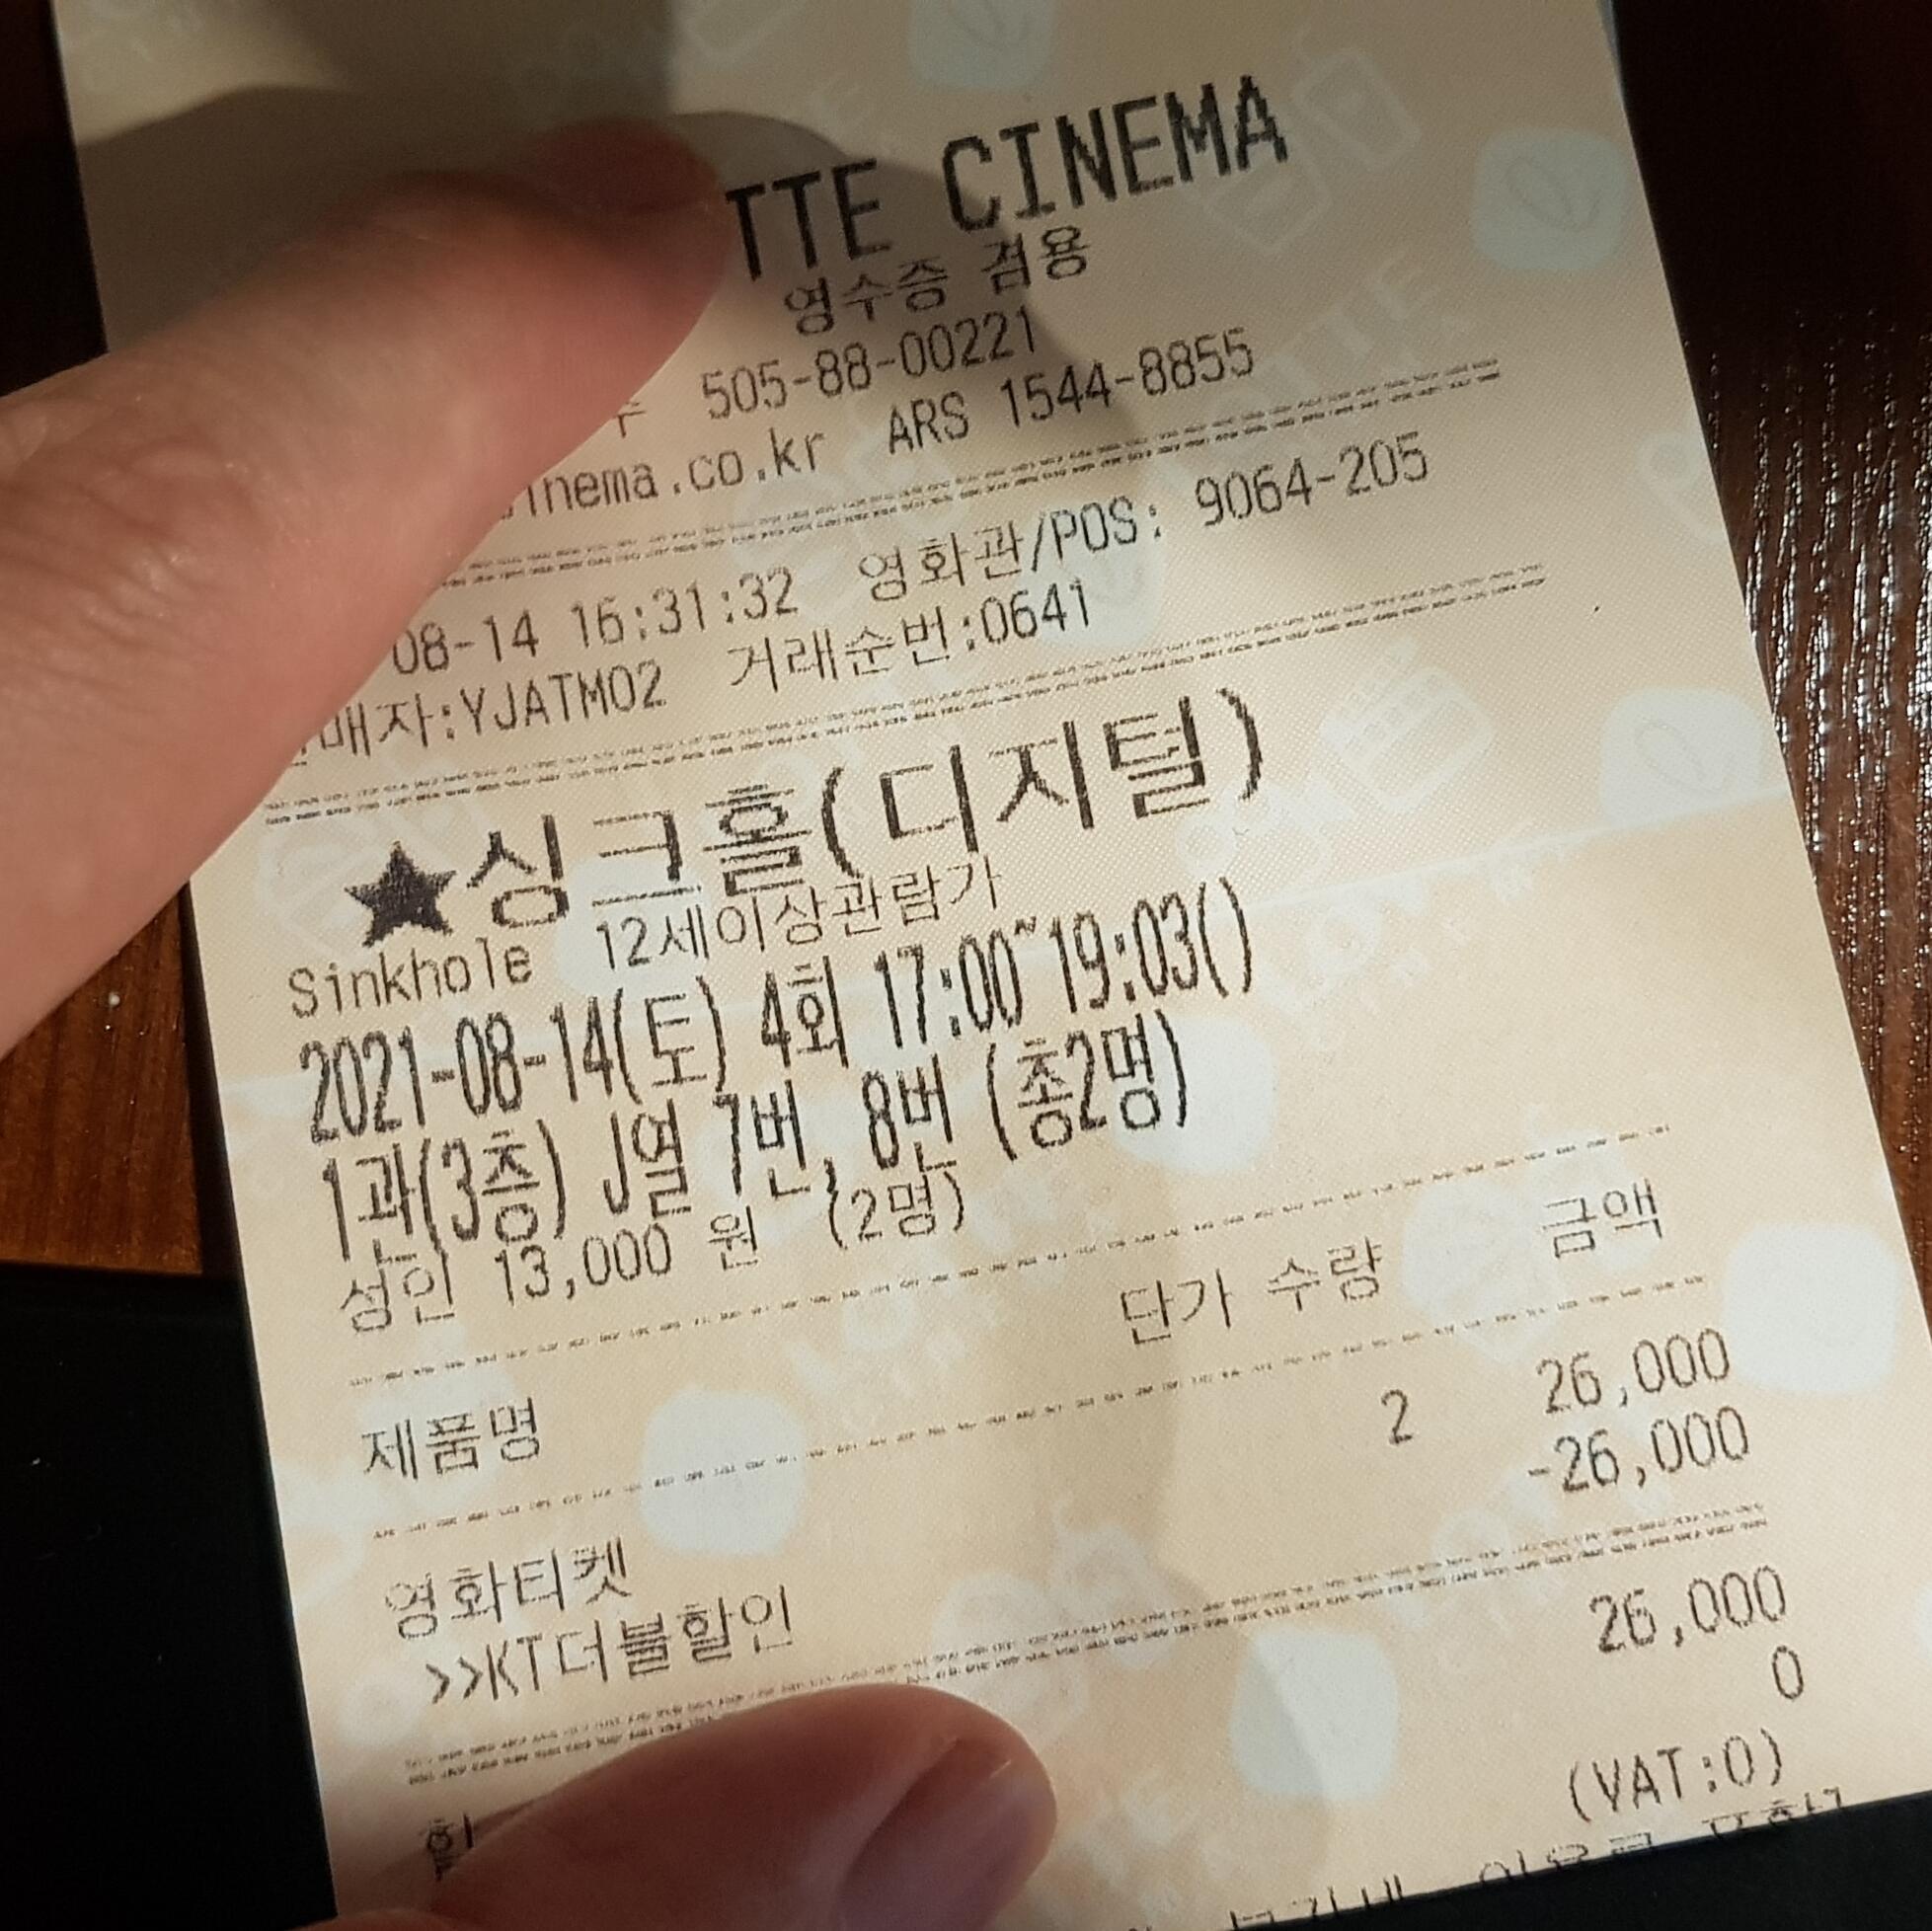 TTE CINEMA
영수증 겸용
505-88-00221
inema.co.kr ARS 1544-8855
08-14 16:31:32 영화관/POS: 9064-205
매자:YJATM02 거래순번:0641
★싱크홀(디지털)
Sinkhole 12세이상관람가
2021-08-14(토) 4회 17:00~19:03()
1관(3층) J열 7번, 8번 (총2명)
성인 13,000 원 (2명)
제품명 단가 수량 금액
영화티켓 2 26,000
>>KT더블할인 -26,000
할 26,000
0
(VAT:0)